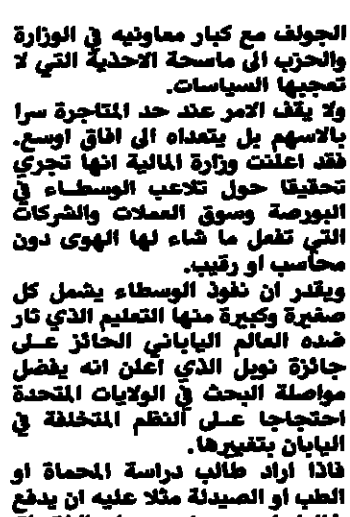 الجولف مع كبار معاونيه في الوزارة
والحزب الى ماسحة الاحذية التي لا
تعجبها السياسات.
ولا يقف الامر عند حد المتاجرة سرا
بالاسهم بل يتعداه الى افاق اوسع.
فقد اعلنت وزارة المالية انها تجري
تحقيقا حول تلاعب الوسطاء في
البورصة وسوق العملات والشركات
التي تفعل ما شاء لها الهوى دون
محاسب او رقيب.
ويقدر ان نفوذ الوسطاء يشمل كل
صغيرة وكبيرة منها التعليم الذي ثار
ضده العالم الياباني الحائز على
جائزة نوبل الذي أعلن انه يفضل
مواصلة البحث في الولايات المتحدة
احتجاجا على النظم المتخلفة في
اليابان بتغييرها.
فاذا اراد طالب دراسة المحماة او
الطب او الصيدلة مثلا عليه ان يدفع